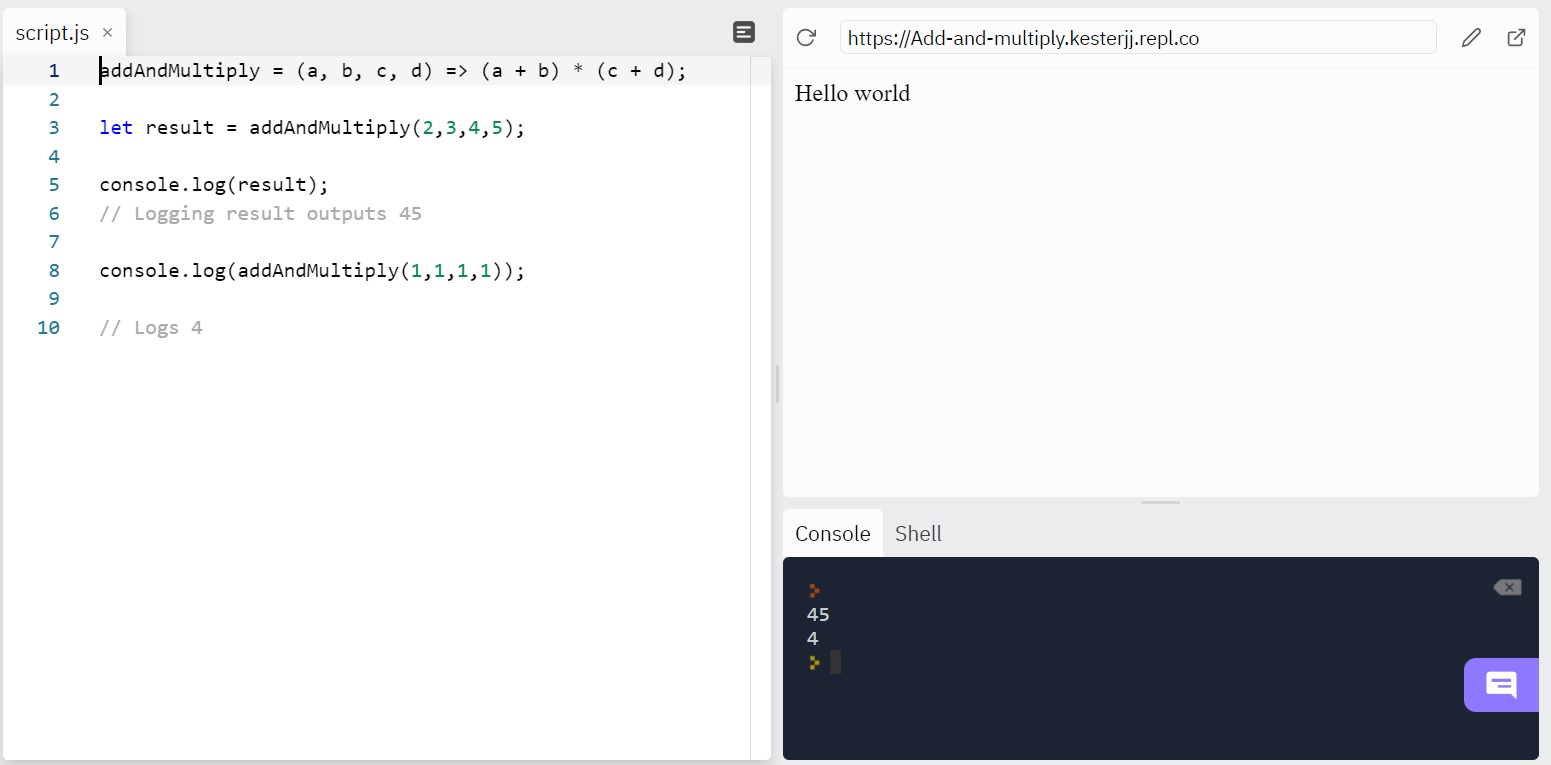 script.js ×
1 addAndMultiply = (a, b, c, d) => (a + b) * (c + d);
2
3 let result = addAndMultiply(2,3,4,5);
4
5 console.log(result);
6 // Logging result outputs 45
7
8 console.log(addAndMultiply(1,1,1,1));
9
10 // Logs 4
https://Add-and-multiply.kesterjj.repl.co
Hello world
Console Shell
45
4